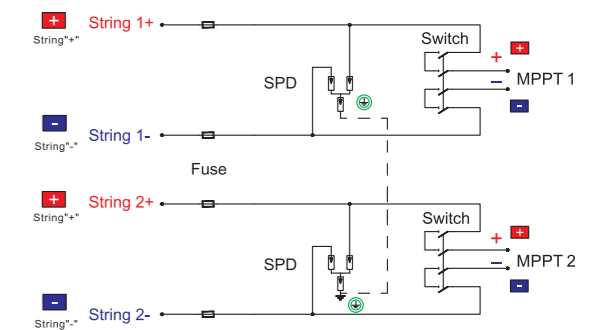 + String 1+
String"+"
Switch
+ +
SPD
MPPT 1
-
-
- String 1-
String"-"
Fuse
+ String 2+
String"+"
Switch
+ +
SPD
MPPT 2
-
-
- String 2-
String"-"